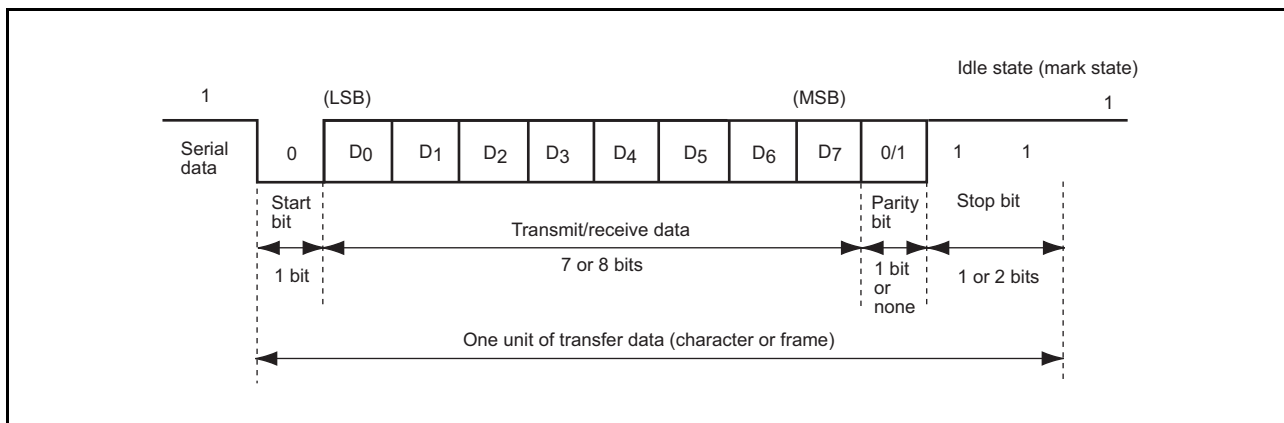 Idle state (mark state)
1 (LSB) (MSB) 1
Serial
data
0 D0 D1 D2 D3 D4 D5 D6 D7 0/1 1 1
Start
bit
Transmit/receive data
Parity
bit
Stop bit
1 bit
7 or 8 bits
1 bit
or
none
1 or 2 bits
One unit of transfer data (character or frame)